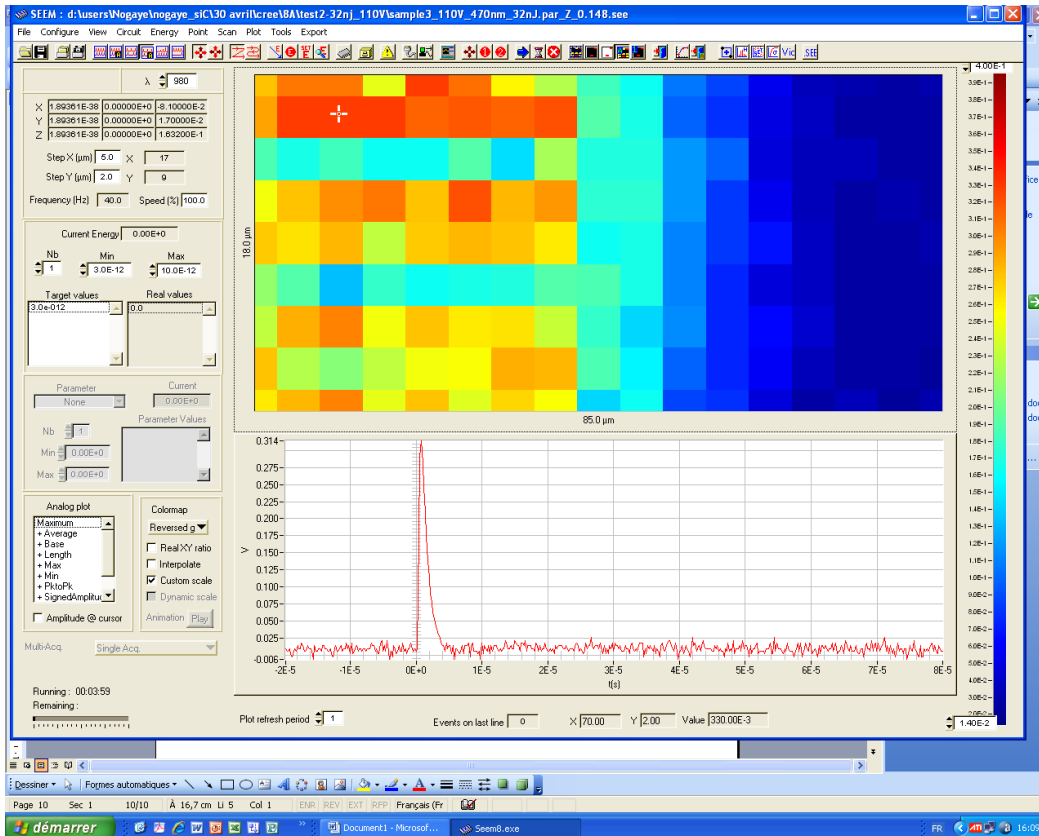 SEEM : d:\users\Nogaye\nogaye_siC\30 avril\cree\8A\test2-32nj_110V\sample3_110V_470nm_32nJ.par_Z_0.148.see
File Configure View Circuit Energy Point Scan Plot Tools Export
λ 980
X 1.89361E-38 0.00000E+0 -8.10000E-2
Y 1.89361E-38 0.00000E+0 1.70000E-2
Z 1.89361E-38 0.00000E+0 1.63200E-1
Step X (µm) 5.0 X 17
Step Y (µm) 2.0 Y 9
Frequency (Hz) 40.0 Speed (%) 100.0
Current Energy 0.00E+0
Nb Min Max
1 3.0E-12 10.0E-12
Target values Real values
3.0e-012 0.0
Parameter Current
None 0.00E+0
Parameter Values
Nb 1
Min 0.00E+0
Max 0.00E+0
Analog plot
Maximum
+ Average
+ Base
+ Length
+ Max
+ Min
+ PktoPk
+ SignedAmplitu
Amplitude @ cursor
Colormap
Reversed g
Real XY ratio
Interpolate
Custom scale
Dynamic scale
Animation Play
Multi-Acq. Single Acq.
Running : 00:03:59
Remaining :
18.0 µm
85.0 µm
4.00E-1
3.9E-1
3.8E-1
3.7E-1
3.6E-1
3.5E-1
3.4E-1
3.3E-1
3.2E-1
3.1E-1
3.0E-1
2.9E-1
2.8E-1
2.7E-1
2.6E-1
2.5E-1
2.4E-1
2.3E-1
2.2E-1
2.1E-1
2.0E-1
1.9E-1
1.8E-1
1.7E-1
1.6E-1
1.5E-1
1.4E-1
1.3E-1
1.2E-1
1.1E-1
1.0E-1
9.0E-2
8.0E-2
7.0E-2
6.0E-2
5.0E-2
4.0E-2
3.0E-2
1.40E-2
0.314
0.275
0.250
0.225
0.200
0.175
0.150
0.125
0.100
0.075
0.050
0.025
-0.006
V
-2E-5 -1E-5 0E+0 1E-5 2E-5 3E-5 4E-5 5E-5 6E-5 7E-5 8E-5
t(s)
Plot refresh period 1 Events on last line 0 X 70.00 Y 2.00 Value 330.00E-3
Dessiner Formes automatiques
Page 10 Sec 1 10/10 À 16,7 cm Li 5 Col 1 ENR REV EXT RFP Français (Fr
démarrer Document1 - Microsof... Seem8.exe FR 16:09